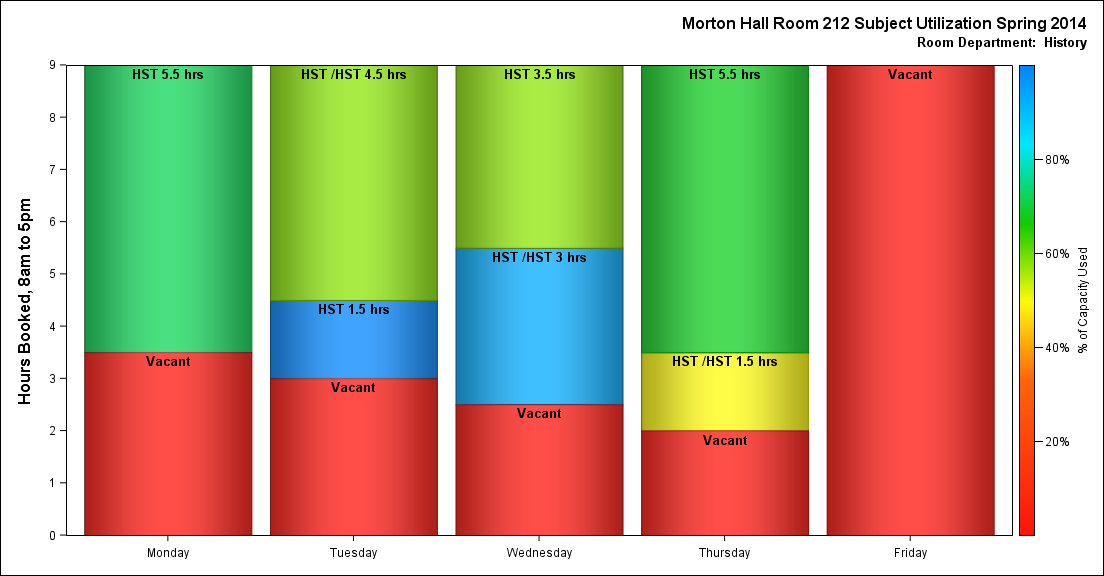 Morton Hall Room 212 Subject Utilization Spring 2014
Room Department:  History
Hours Booked, 8am to 5pm
9
8
7
6
5
4
3
2
1
0
HST 5.5 hrs
Vacant
HST /HST 4.5 hrs
HST 1.5 hrs
Vacant
HST 3.5 hrs
HST /HST 3 hrs
Vacant
HST 5.5 hrs
HST /HST 1.5 hrs
Vacant
Vacant
Monday
Tuesday
Wednesday
Thursday
Friday
80%
60%
40%
20%
% of Capacity Used